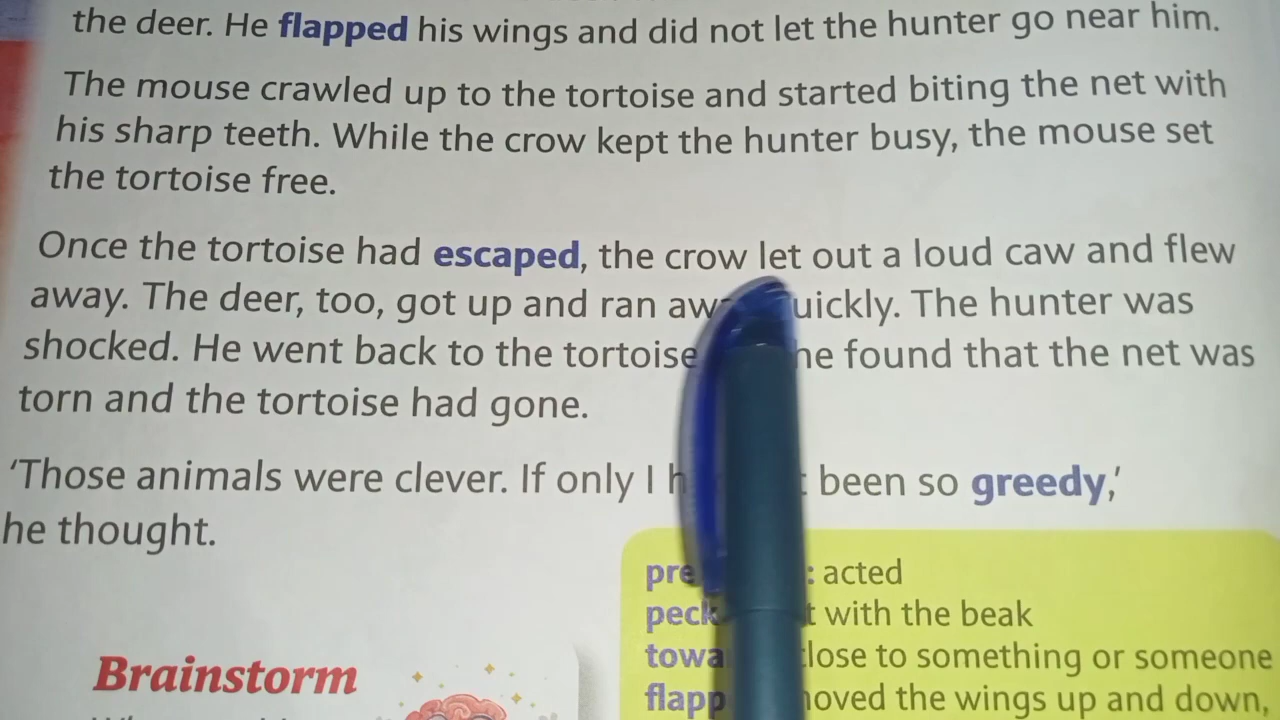 the deer. He flapped his wings and did not let the hunter go near him.
The mouse crawled up to the tortoise and started biting the net with
his sharp teeth. While the crow kept the hunter busy, the mouse set
the tortoise free.
Once the tortoise had escaped, the crow let out a loud caw and flew
away. The deer, too, got up and ran The hunter was
shocked. He went back to the tortoise found that the net was
torn and the tortoise had gone.
‘Those animals were clever. If only I been so greedy,’
he thought.
: acted
with the beak
to something or someone
the wings up and down,
Brainstorm